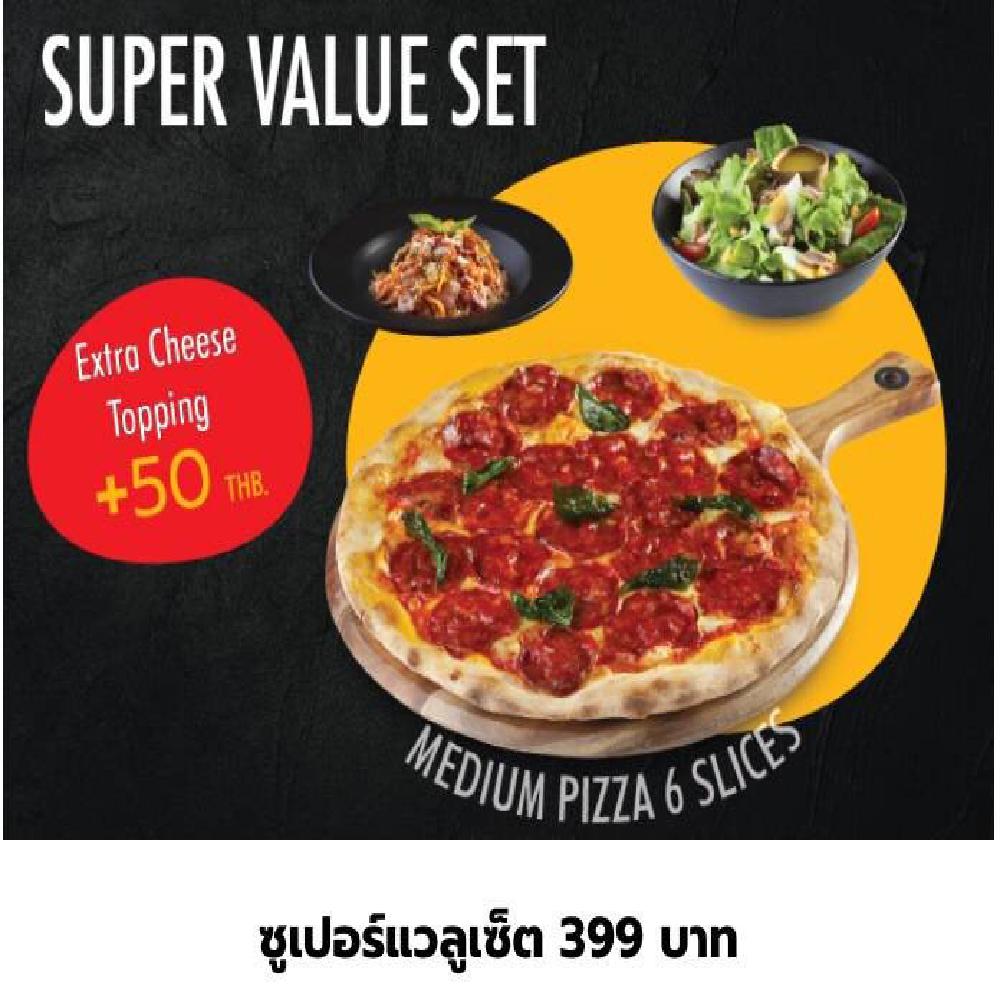 SUPER VALUE SET
Extra Cheese
Topping
+50 THB.
MEDIUM PIZZA 6 SLICES
ซูเปอร์แวลูเซ็ต 399 บาท